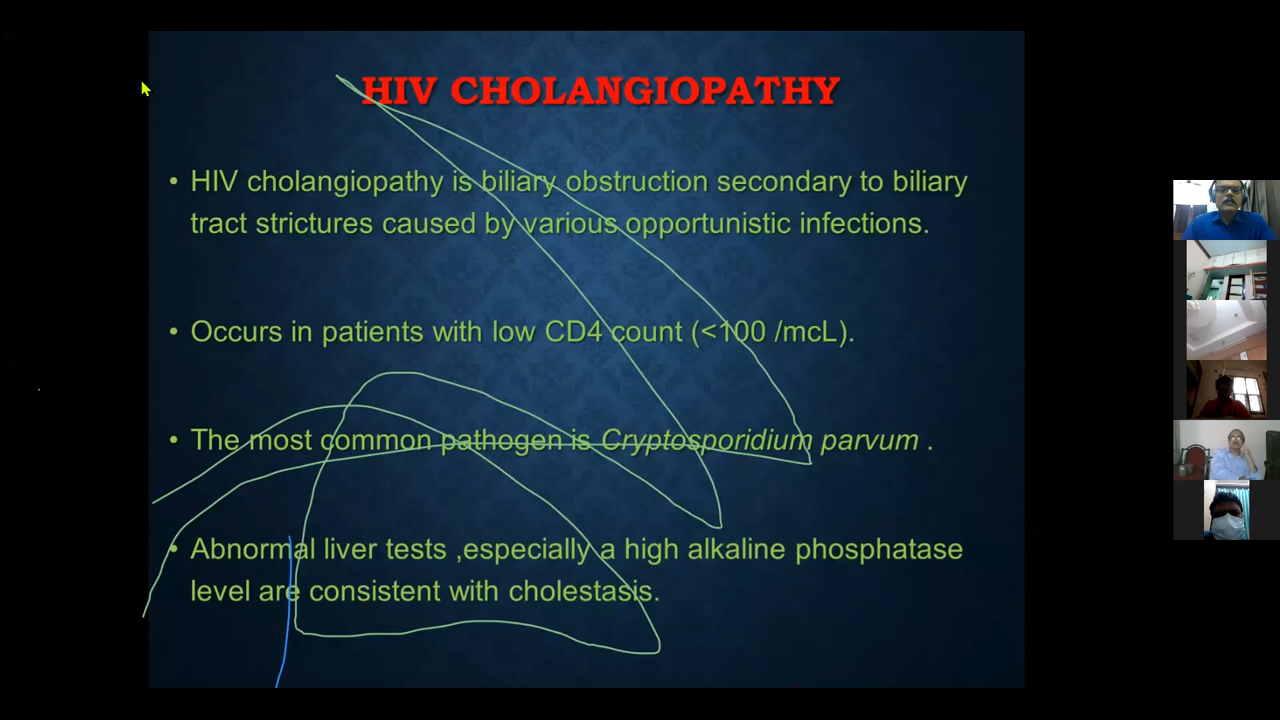 HIV CHOLANGIOPATHY
• HIV cholangiopathy is biliary obstruction secondary to biliary
tract strictures caused by various opportunistic infections.
• Occurs in patients with low CD4 count (<100 /mcL).
• The most common pathogen is Cryptosporidium parvum .
• Abnormal liver tests ,especially a high alkaline phosphatase
level are consistent with cholestasis.